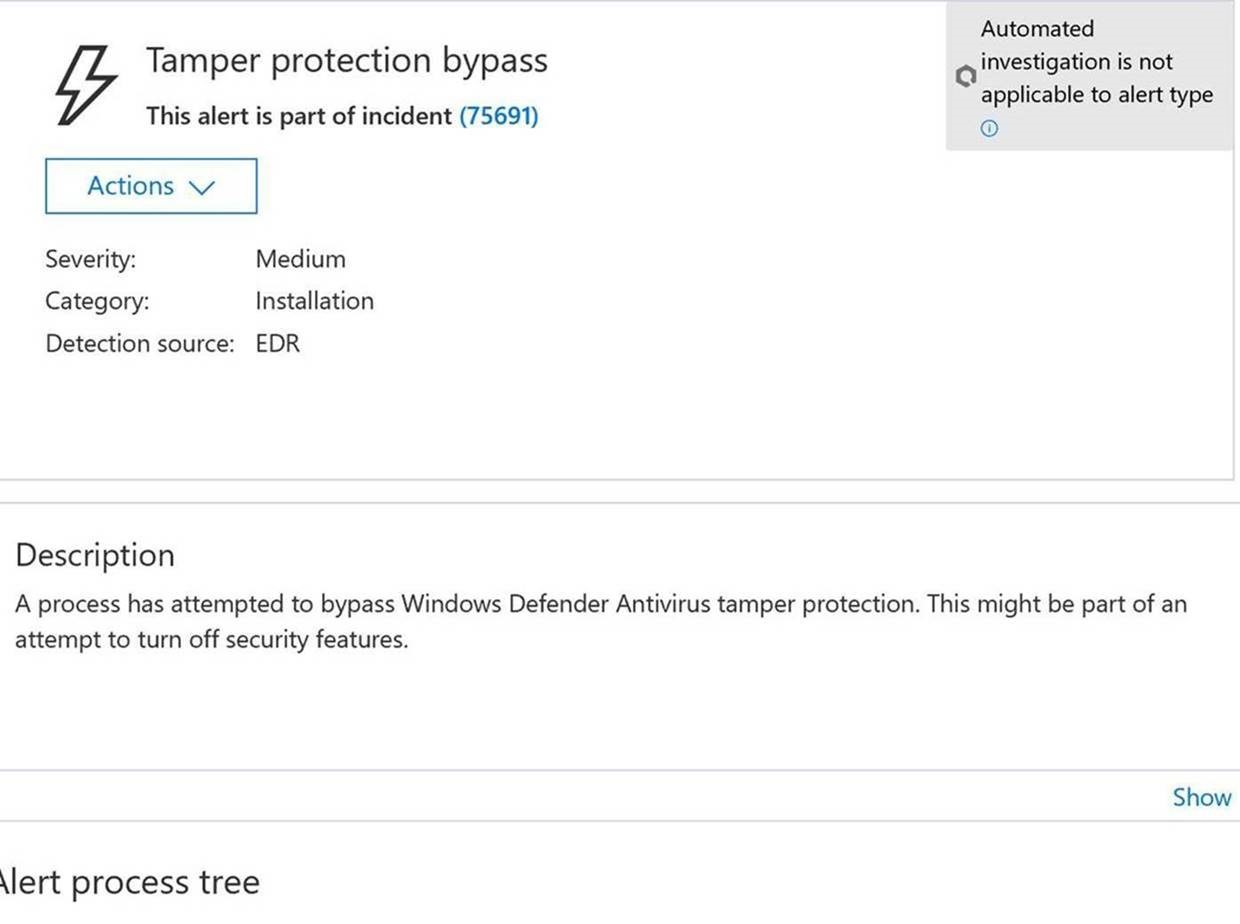 Tamper protection bypass
This alert is part of incident (75691)
Automated
investigation is not
applicable to alert type
Actions
Severity: Medium
Category: Installation
Detection source: EDR
Description
A process has attempted to bypass Windows Defender Antivirus tamper protection. This might be part of an
attempt to turn off security features.
Show
Alert process tree